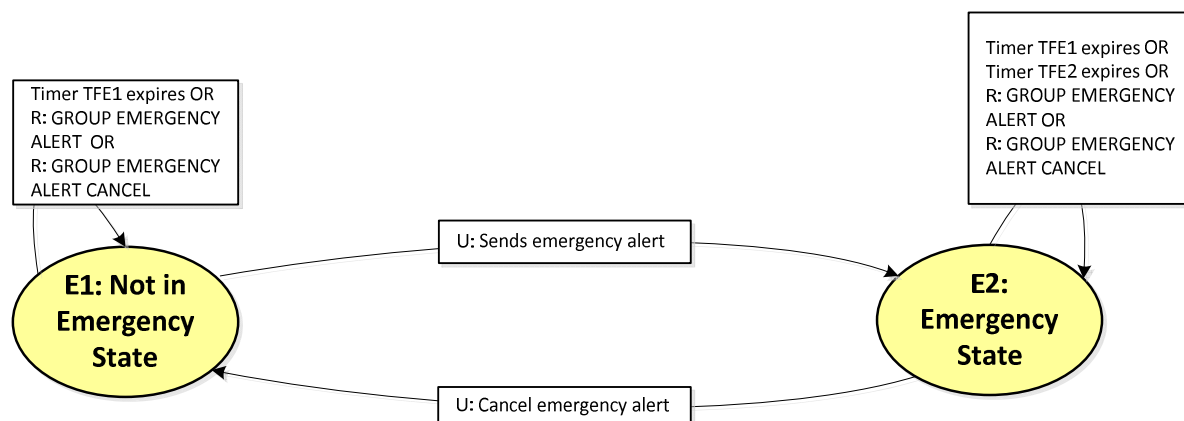 Timer TFE1 expires OR
R: GROUP EMERGENCY
ALERT OR
R: GROUP EMERGENCY
ALERT CANCEL
Timer TFE1 expires OR
Timer TFE2 expires OR
R: GROUP EMERGENCY
ALERT OR
R: GROUP EMERGENCY
ALERT CANCEL
U: Sends emergency alert
E1: Not in
Emergency
State
E2:
Emergency
State
U: Cancel emergency alert